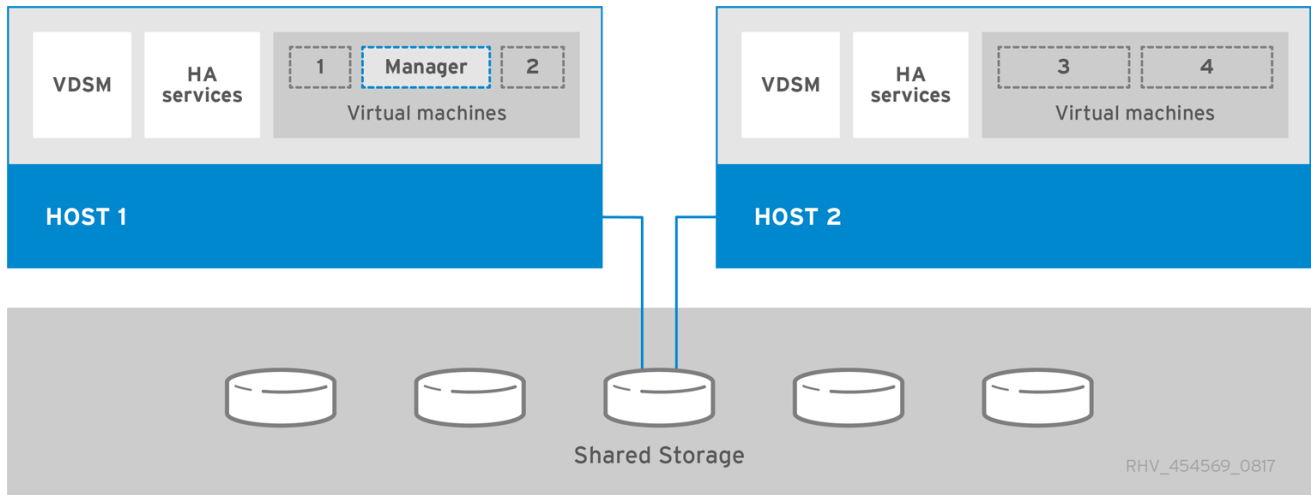 VDSM
HA
services
1
Manager
2
Virtual machines
HOST 1
VDSM
HA
services
3
4
Virtual machines
HOST 2
Shared Storage
RHV_454569_0817